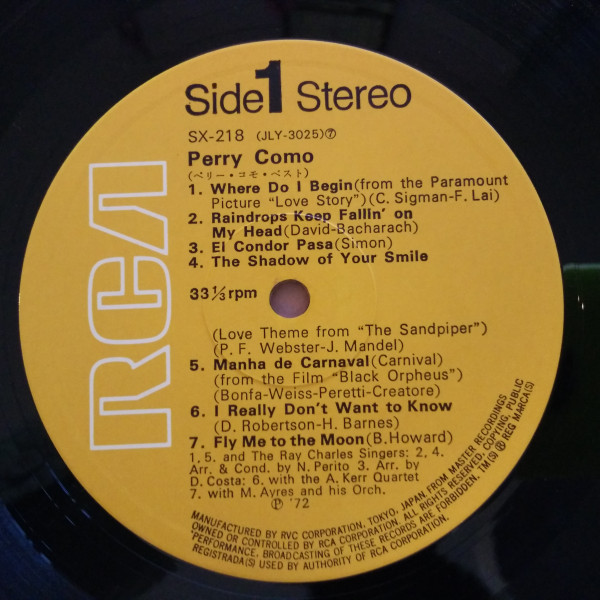 Side 1 Stereo
SX-218 (JLY-3025)⑦
Perry Como
(ペリー・コモ・ベスト)
1. Where Do I Begin(from the Paramount
Picture "Love Story")(C. Sigman-F. Lai)
2. Raindrops Keep Fallin' on
My Head(David-Bacharach)
3. El Condor Pasa(Simon)
4. The Shadow of Your Smile
33⅓rpm
(Love Theme from "The Sandpiper")
(P. F. Webster-J. Mandel)
5. Manha de Carnaval(Carnival)
(from the Film "Black Orpheus")
(Bonfa-Weiss-Peretti-Creatore)
6. I Really Don't Want to Know
(D. Robertson-H. Barnes)
7. Fly Me to the Moon(B. Howard)
1, 5. and The Ray Charles Singers: 2, 4.
Arr. & Cond. by N. Perito 3. Arr. by
D. Costa: 6. with the A. Kerr Quartet
7. with M. Ayres and his Orch.
Ⓟ '72
RCA
MANUFACTURED BY RVC CORPORATION, TOKYO, JAPAN, FROM MASTER RECORDINGS
OWNED OR CONTROLLED BY RCA CORPORATION. ALL RIGHTS RESERVED, COPYING, PUBLIC
PERFORMANCE, BROADCASTING OF THESE RECORDS ARE FORBIDDEN. TM(S) ® REG MARCA(S)
REGISTRADA(S) USED BY AUTHORITY OF RCA CORPORATION.